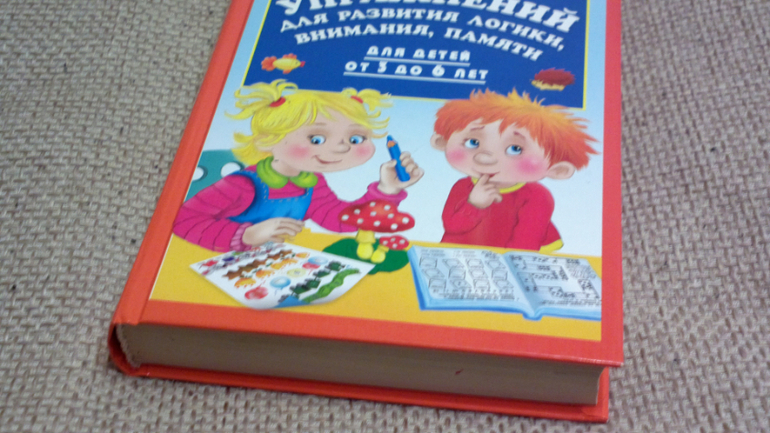 УПРАЖНЕНИЙ
ДЛЯ РАЗВИТИЯ ЛОГИКИ,
ВНИМАНИЯ, ПАМЯТИ
ДЛЯ ДЕТЕЙ
ОТ 3 ДО 6 ЛЕТ